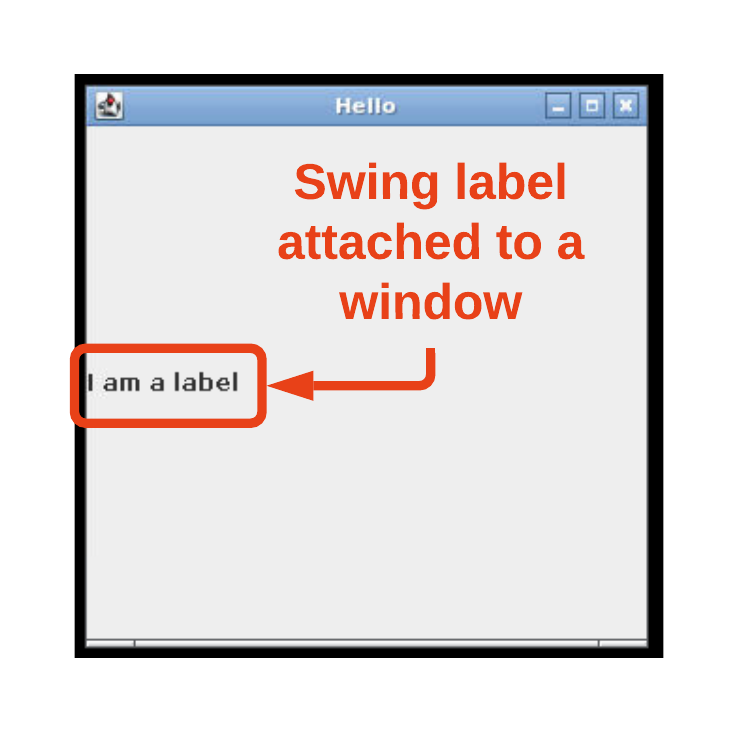 Hello
Swing label
attached to a
window
I am a label